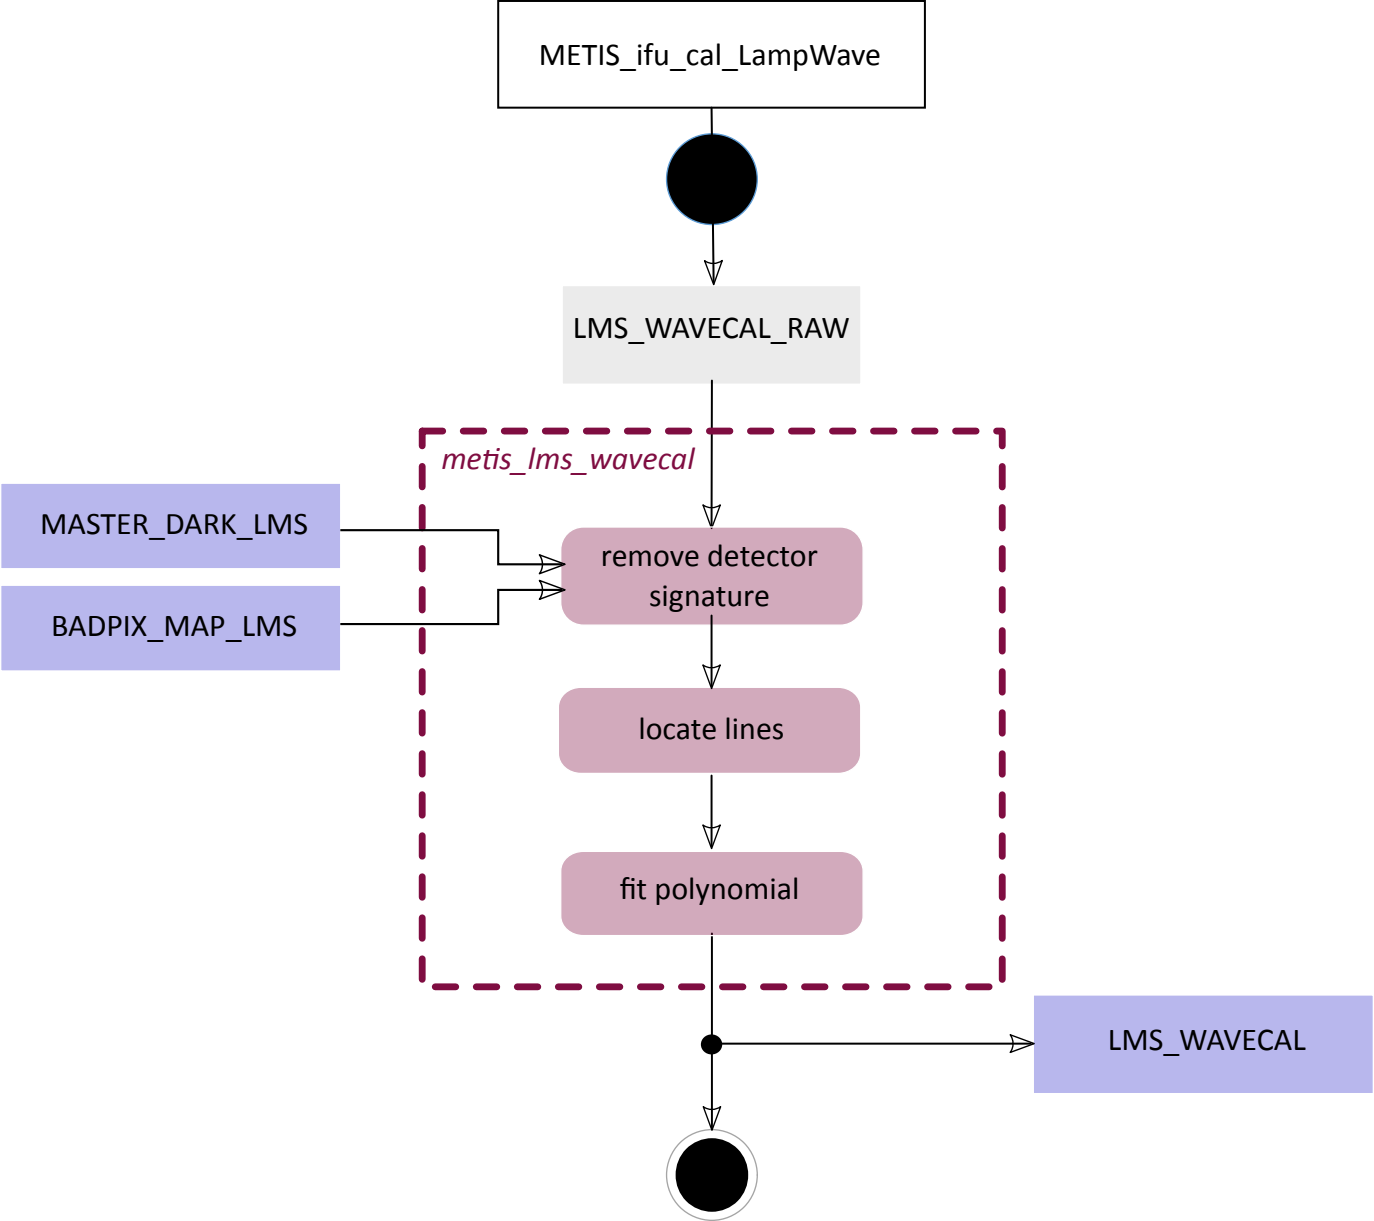 METIS_ifu_cal_LampWave
LMS_WAVECAL_RAW
metis_lms_wavecal
MASTER_DARK_LMS
BADPIX_MAP_LMS
remove detector
signature
locate lines
fit polynomial
LMS_WAVECAL